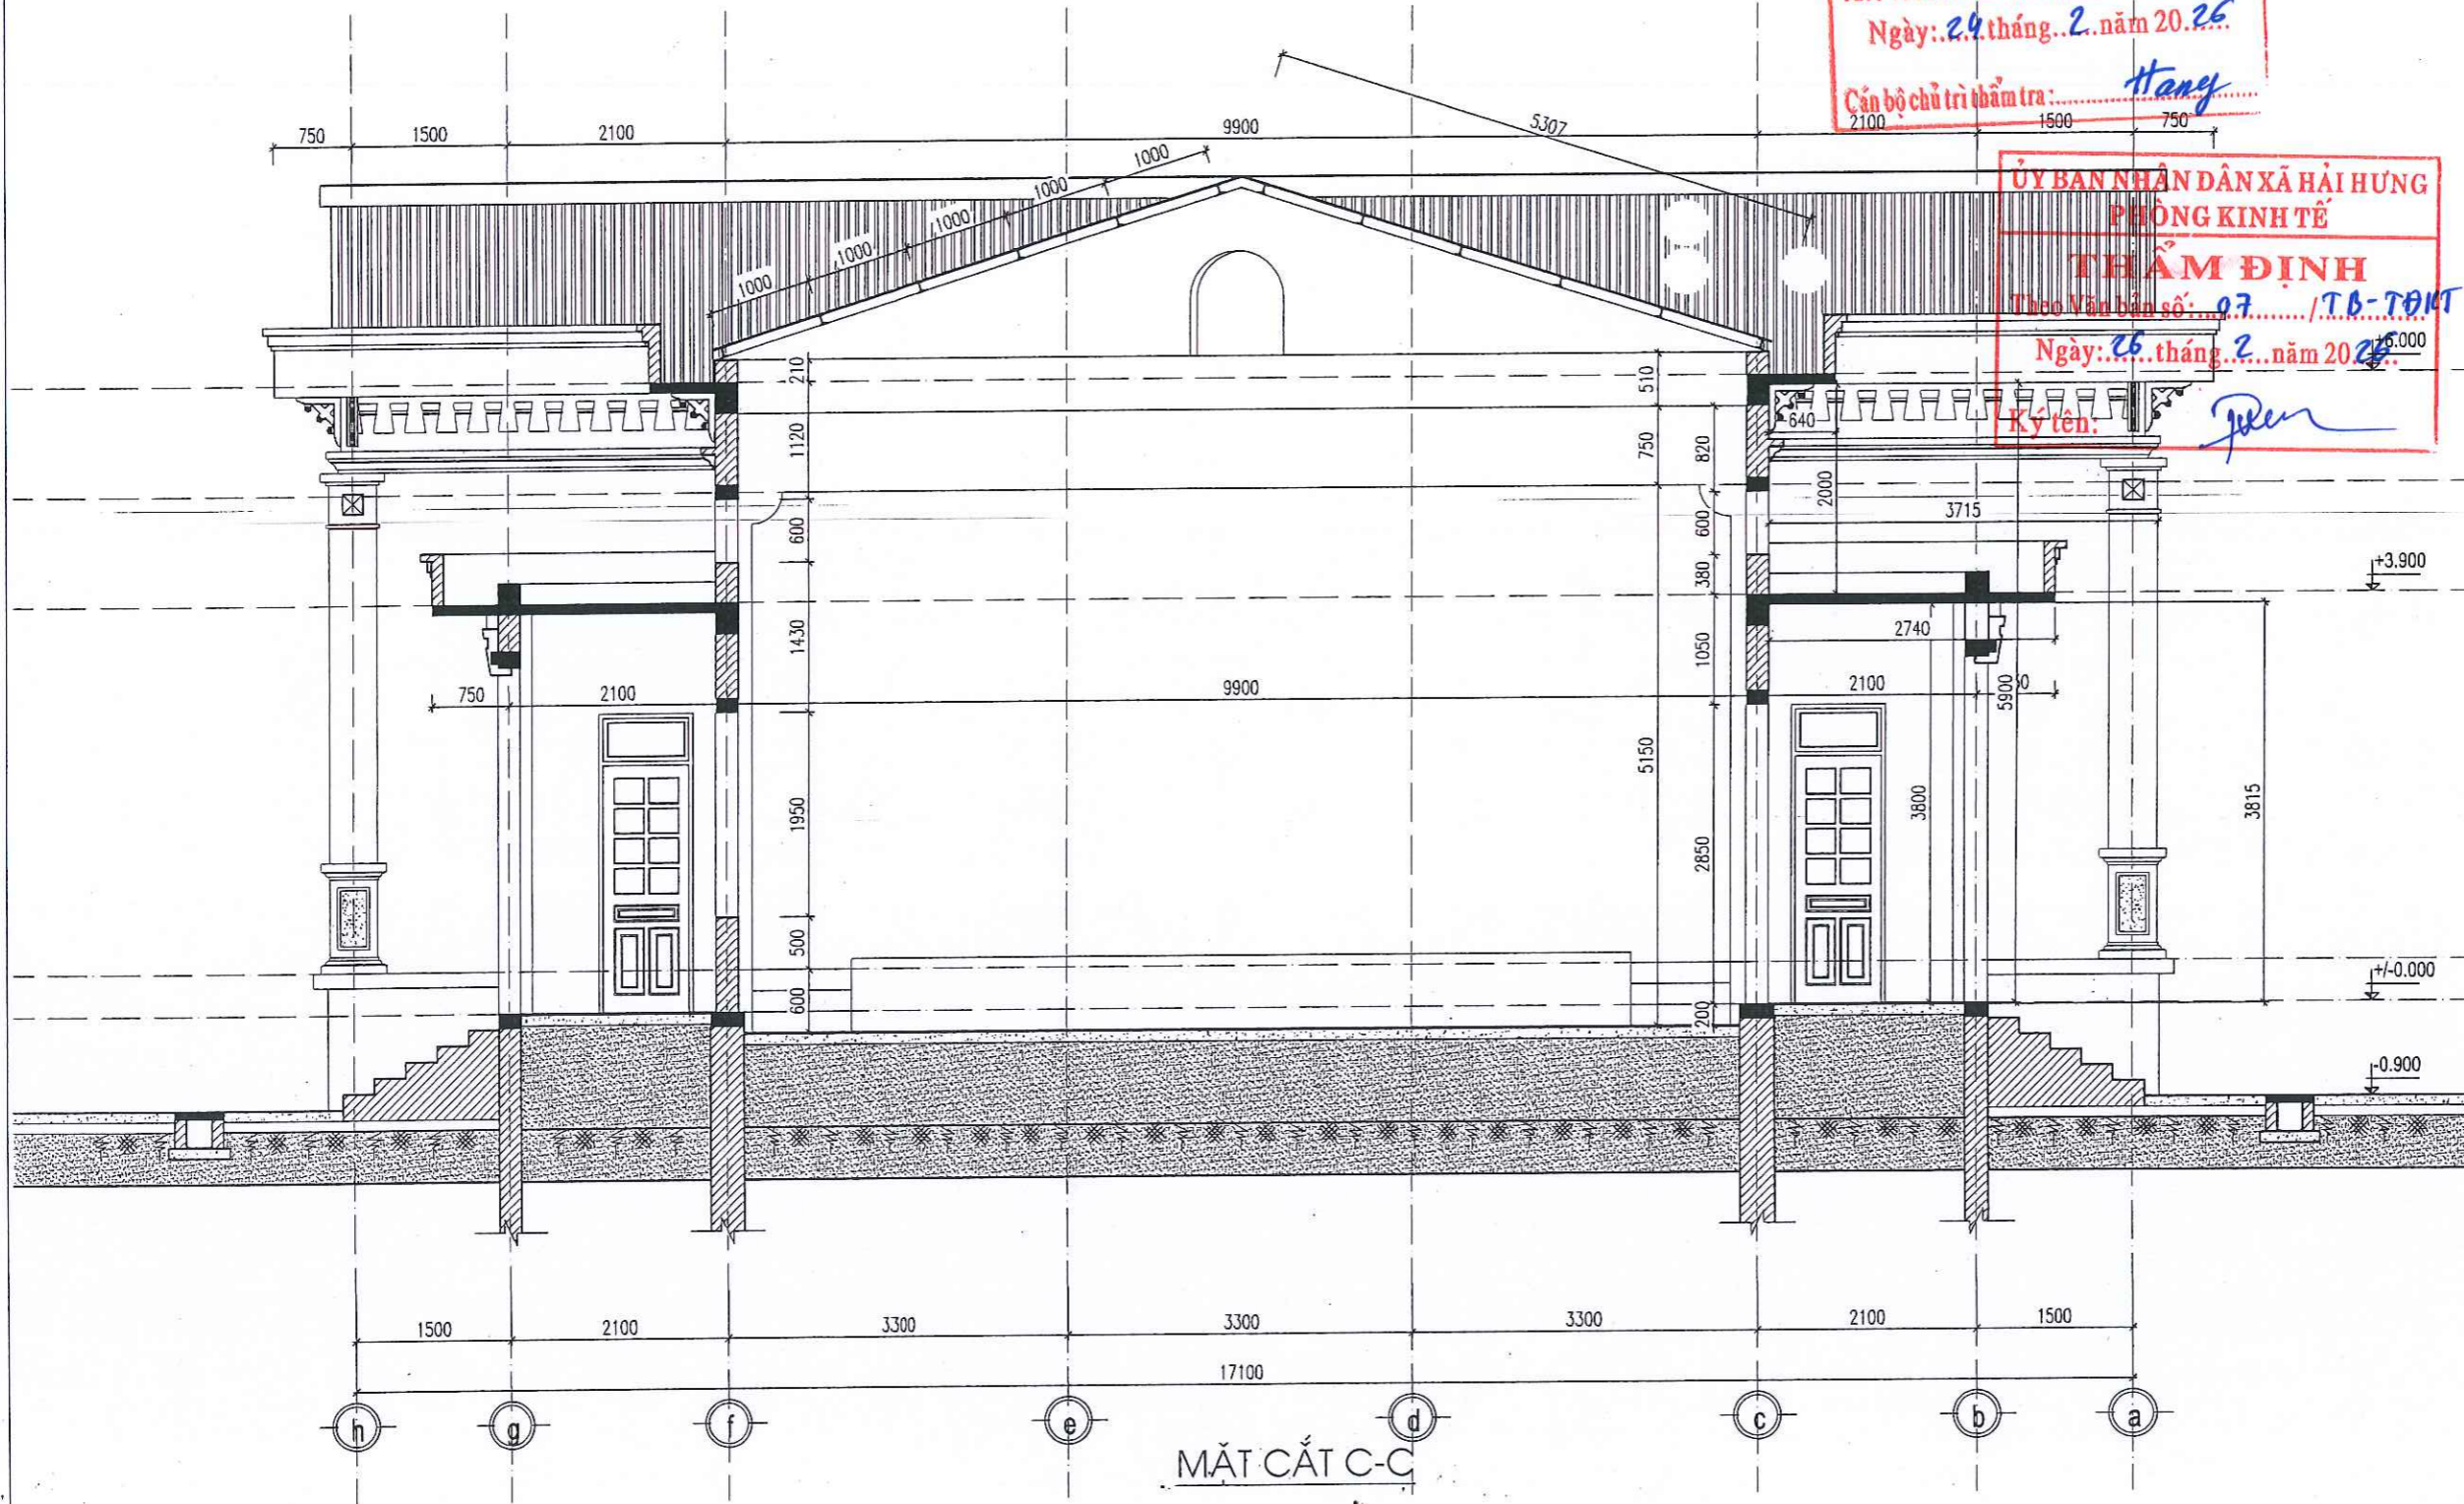 Ngày:..24..tháng..2..năm 20.26....
Cán bộ chủ trì thẩm tra:.......... Hang
750 1500 2100 9900 5307 2100 1500 750
1000
1000
1000
1000
1000
ỦY BAN NHÂN DÂN XÃ HẢI HƯNG
PHÒNG KINH TẾ
THẨM ĐỊNH
Theo Văn bản số:...07......../TB-TĐKT
Ngày:.26..tháng..2...năm 2026..
Ký tên:
+6.000
210
510
1120
640
750
820
2000
600
600
3715
380
+3.900
1430
1050
2740
750 2100 9900 2100
5900
5150
1950
2850
3800
3815
500
600
200
+/-0.000
-0.900
1500 2100 3300 3300 3300 2100 1500
17100
h g f e d c b a
MẶT CẮT C-C